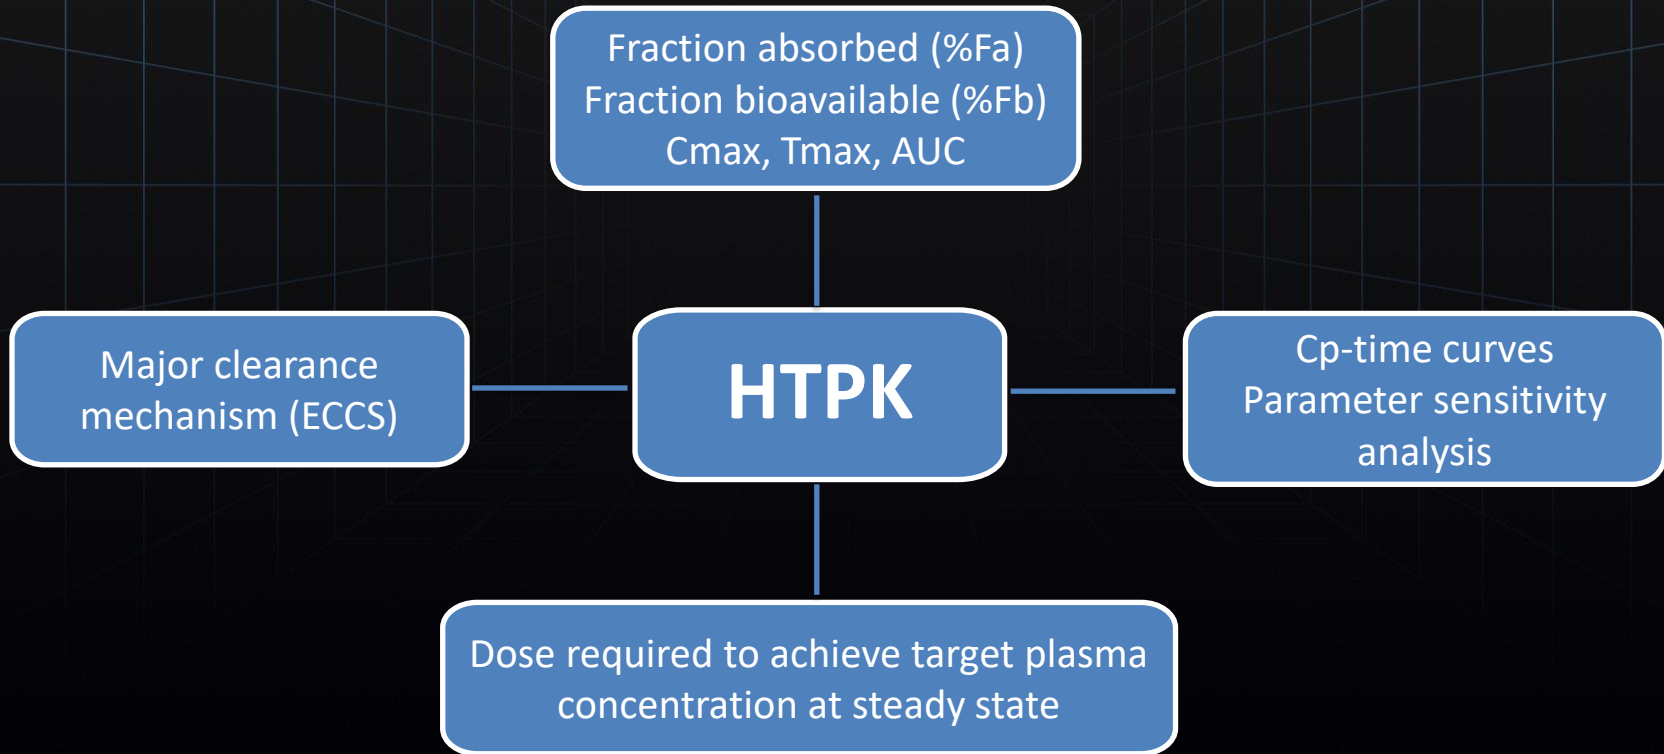 Fraction absorbed (%Fa)
Fraction bioavailable (%Fb)
Cmax, Tmax, AUC
Major clearance
mechanism (ECCS)
HTPK
Cp-time curves
Parameter sensitivity
analysis
Dose required to achieve target plasma
concentration at steady state